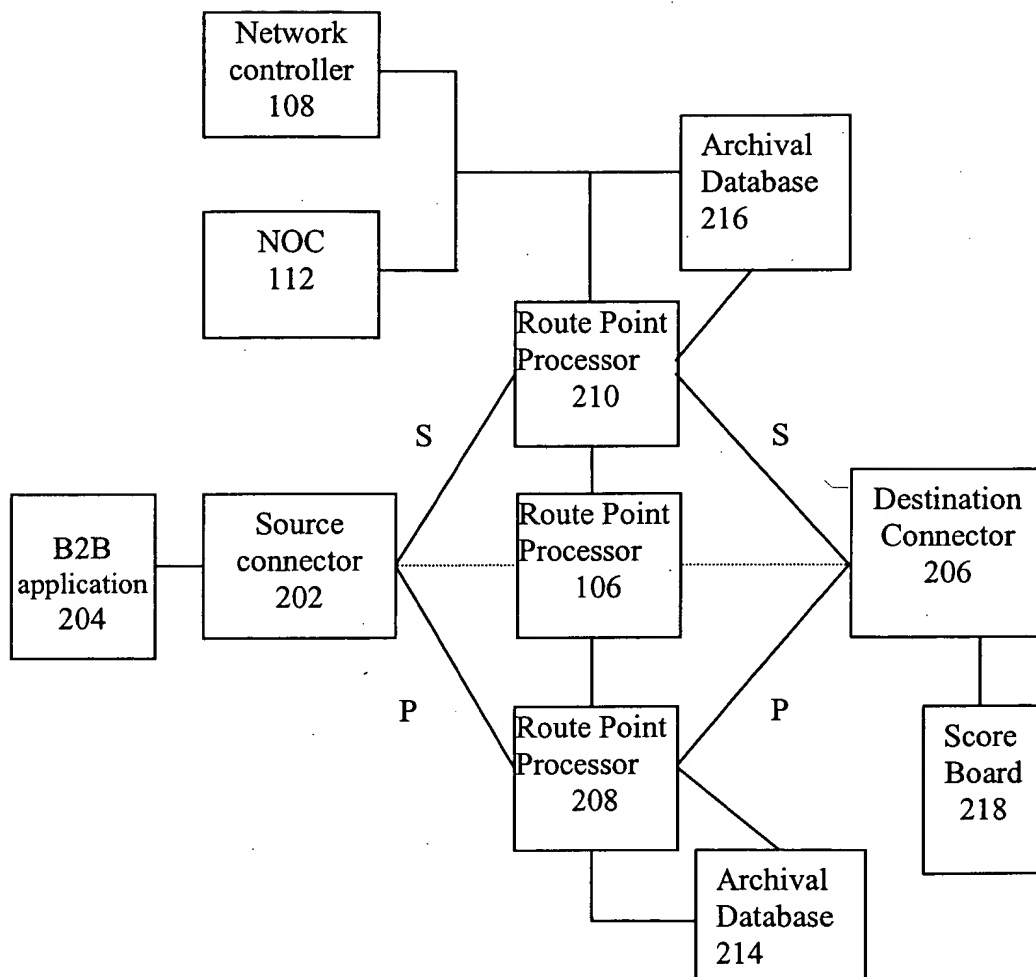 Network
controller
108
Archival
Database
216
NOC
112
Route Point
Processor
210
S
S
B2B
application
204
Source
connector
202
Route Point
Processor
106
Destination
Connector
206
P
P
Route Point
Processor
208
Score
Board
218
Archival
Database
214